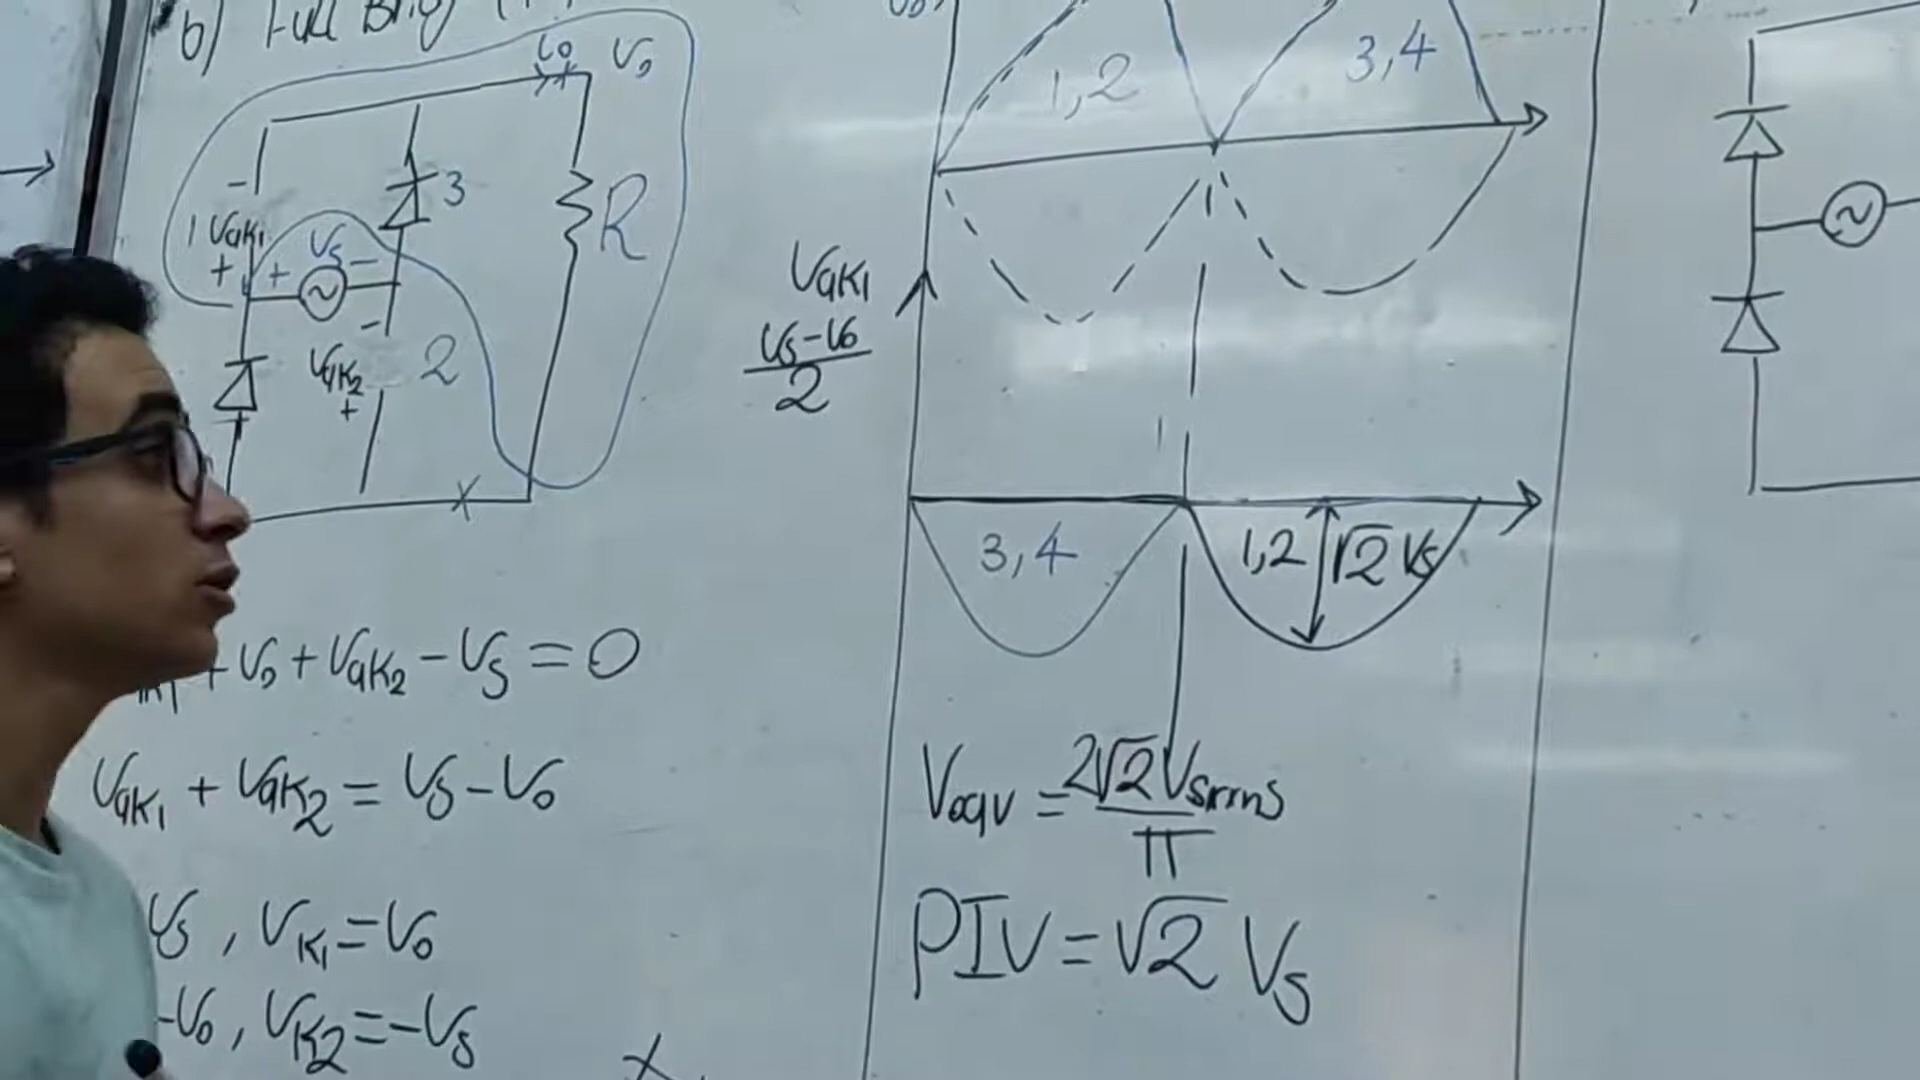 b) Full Bridg
io
Vo
3
1 Vak1
-
+
+ Vs -
R
-
Vak2
+
2
+ Vo + Vak2 - Vs = 0
Vak1 + Vak2 = Vs - Vo
Vs , VK1 = Vo
-Vo , VK2 = -Vs
1,2
3,4
Vak1
Vs-Vo
2
3,4
1,2
√2 Vs
Voav = 2√2 Vsrms
π
PIV = √2 Vs